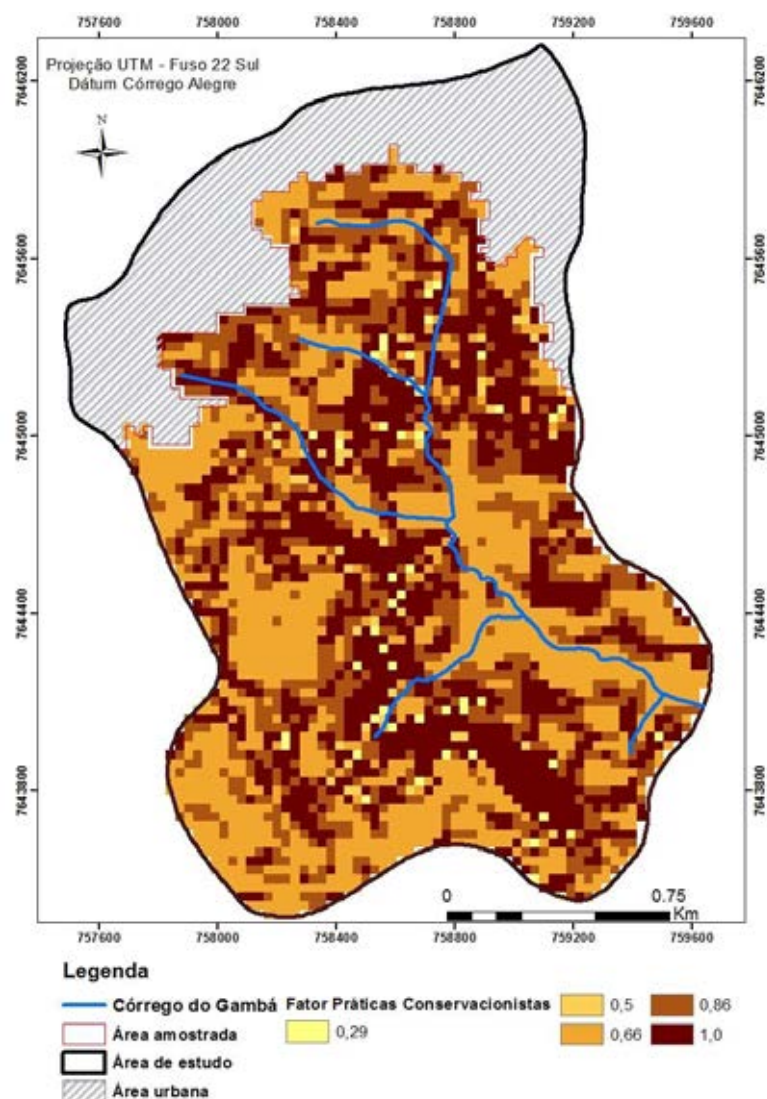 757600 758000 758400 758800 759200 759600
Projeção UTM - Fuso 22 Sul
Dátum Córrego Alegre
N
7646200 7646200
7645600 7645600
7645000 7645000
7644400 7644400
7643800 7643800
0 0.75
Km
757600 758000 758400 758800 759200 759600
Legenda
Córrego do Gambá Fator Práticas Conservacionistas 0,5 0,86
Área amostrada 0,29 0,66 1,0
Área de estudo
Área urbana